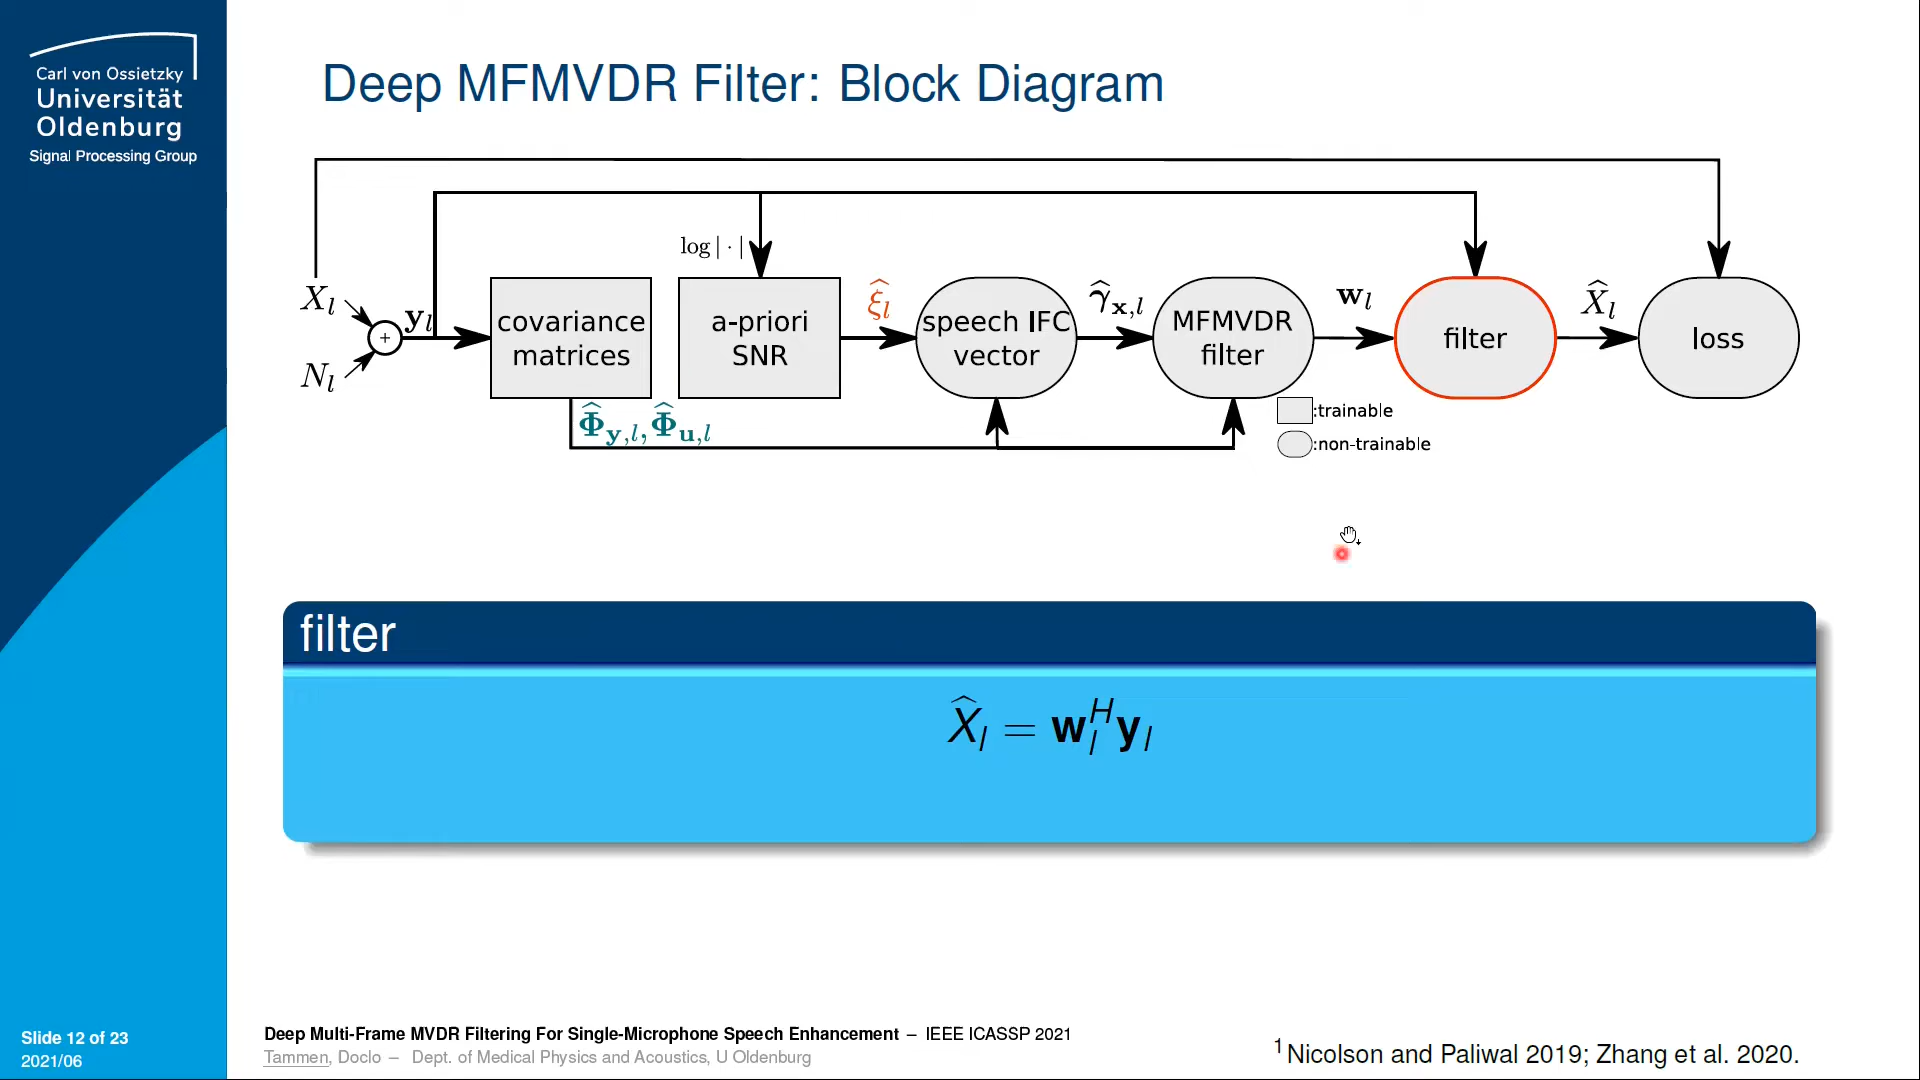 Carl von Ossietzky
Universität
Oldenburg
Signal Processing Group
Deep MFMVDR Filter: Block Diagram
log | · |
X_l
N_l
+
y_l
covariance
matrices
a-priori
SNR
ξ̂_l
speech IFC
vector
γ̂_{x,l}
MFMVDR
filter
w_l
filter
X̂_l
loss
Φ̂_{y,l}, Φ̂_{u,l}
:trainable
:non-trainable
filter
X̂_l = w_l^H y_l
Slide 12 of 23
2021/06
Deep Multi-Frame MVDR Filtering For Single-Microphone Speech Enhancement – IEEE ICASSP 2021
Tammen, Doclo – Dept. of Medical Physics and Acoustics, U Oldenburg
¹Nicolson and Paliwal 2019; Zhang et al. 2020.